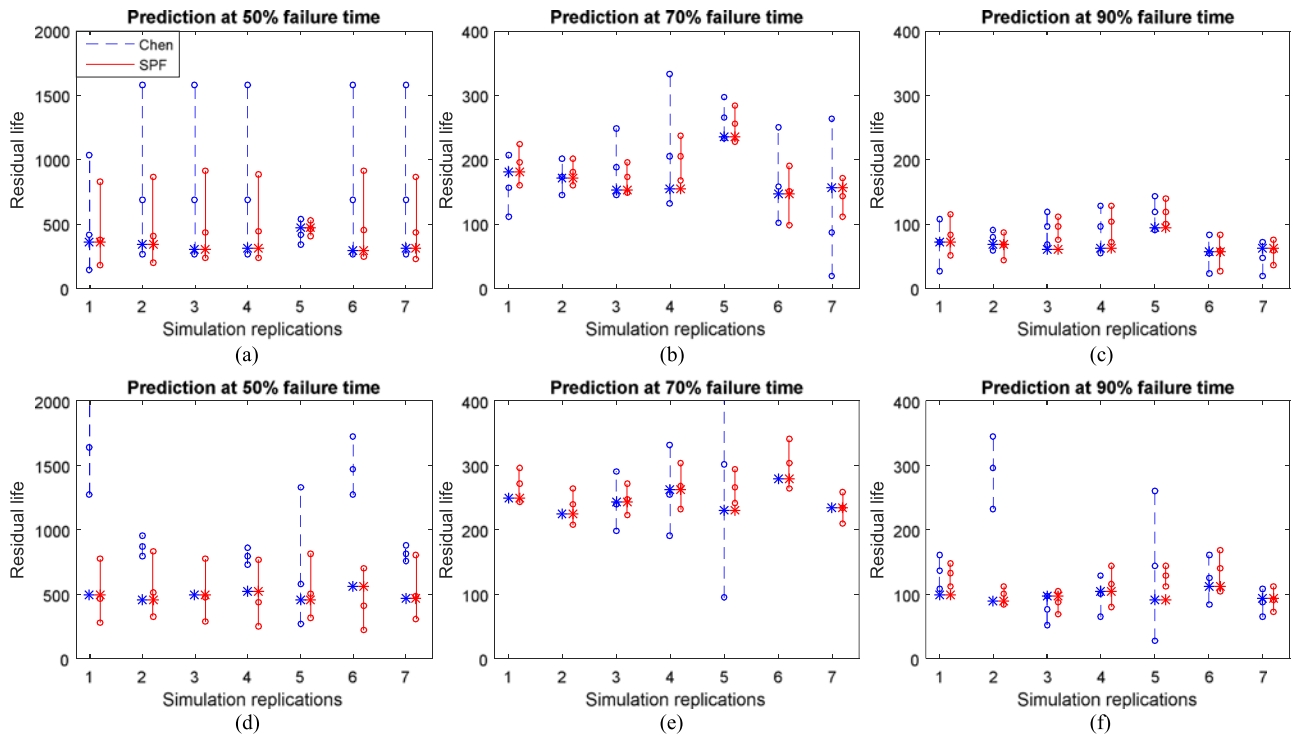 Prediction at 50% failure time
Prediction at 70% failure time
Prediction at 90% failure time
2000
1500
1000
500
0
Residual life
Chen
SPF
1 2 3 4 5 6 7
Simulation replications
(a)
400
300
200
100
0
Residual life
1 2 3 4 5 6 7
Simulation replications
(b)
400
300
200
100
0
Residual life
1 2 3 4 5 6 7
Simulation replications
(c)
Prediction at 50% failure time
Prediction at 70% failure time
Prediction at 90% failure time
2000
1500
1000
500
0
Residual life
1 2 3 4 5 6 7
Simulation replications
(d)
400
300
200
100
0
Residual life
1 2 3 4 5 6 7
Simulation replications
(e)
400
300
200
100
0
Residual life
1 2 3 4 5 6 7
Simulation replications
(f)